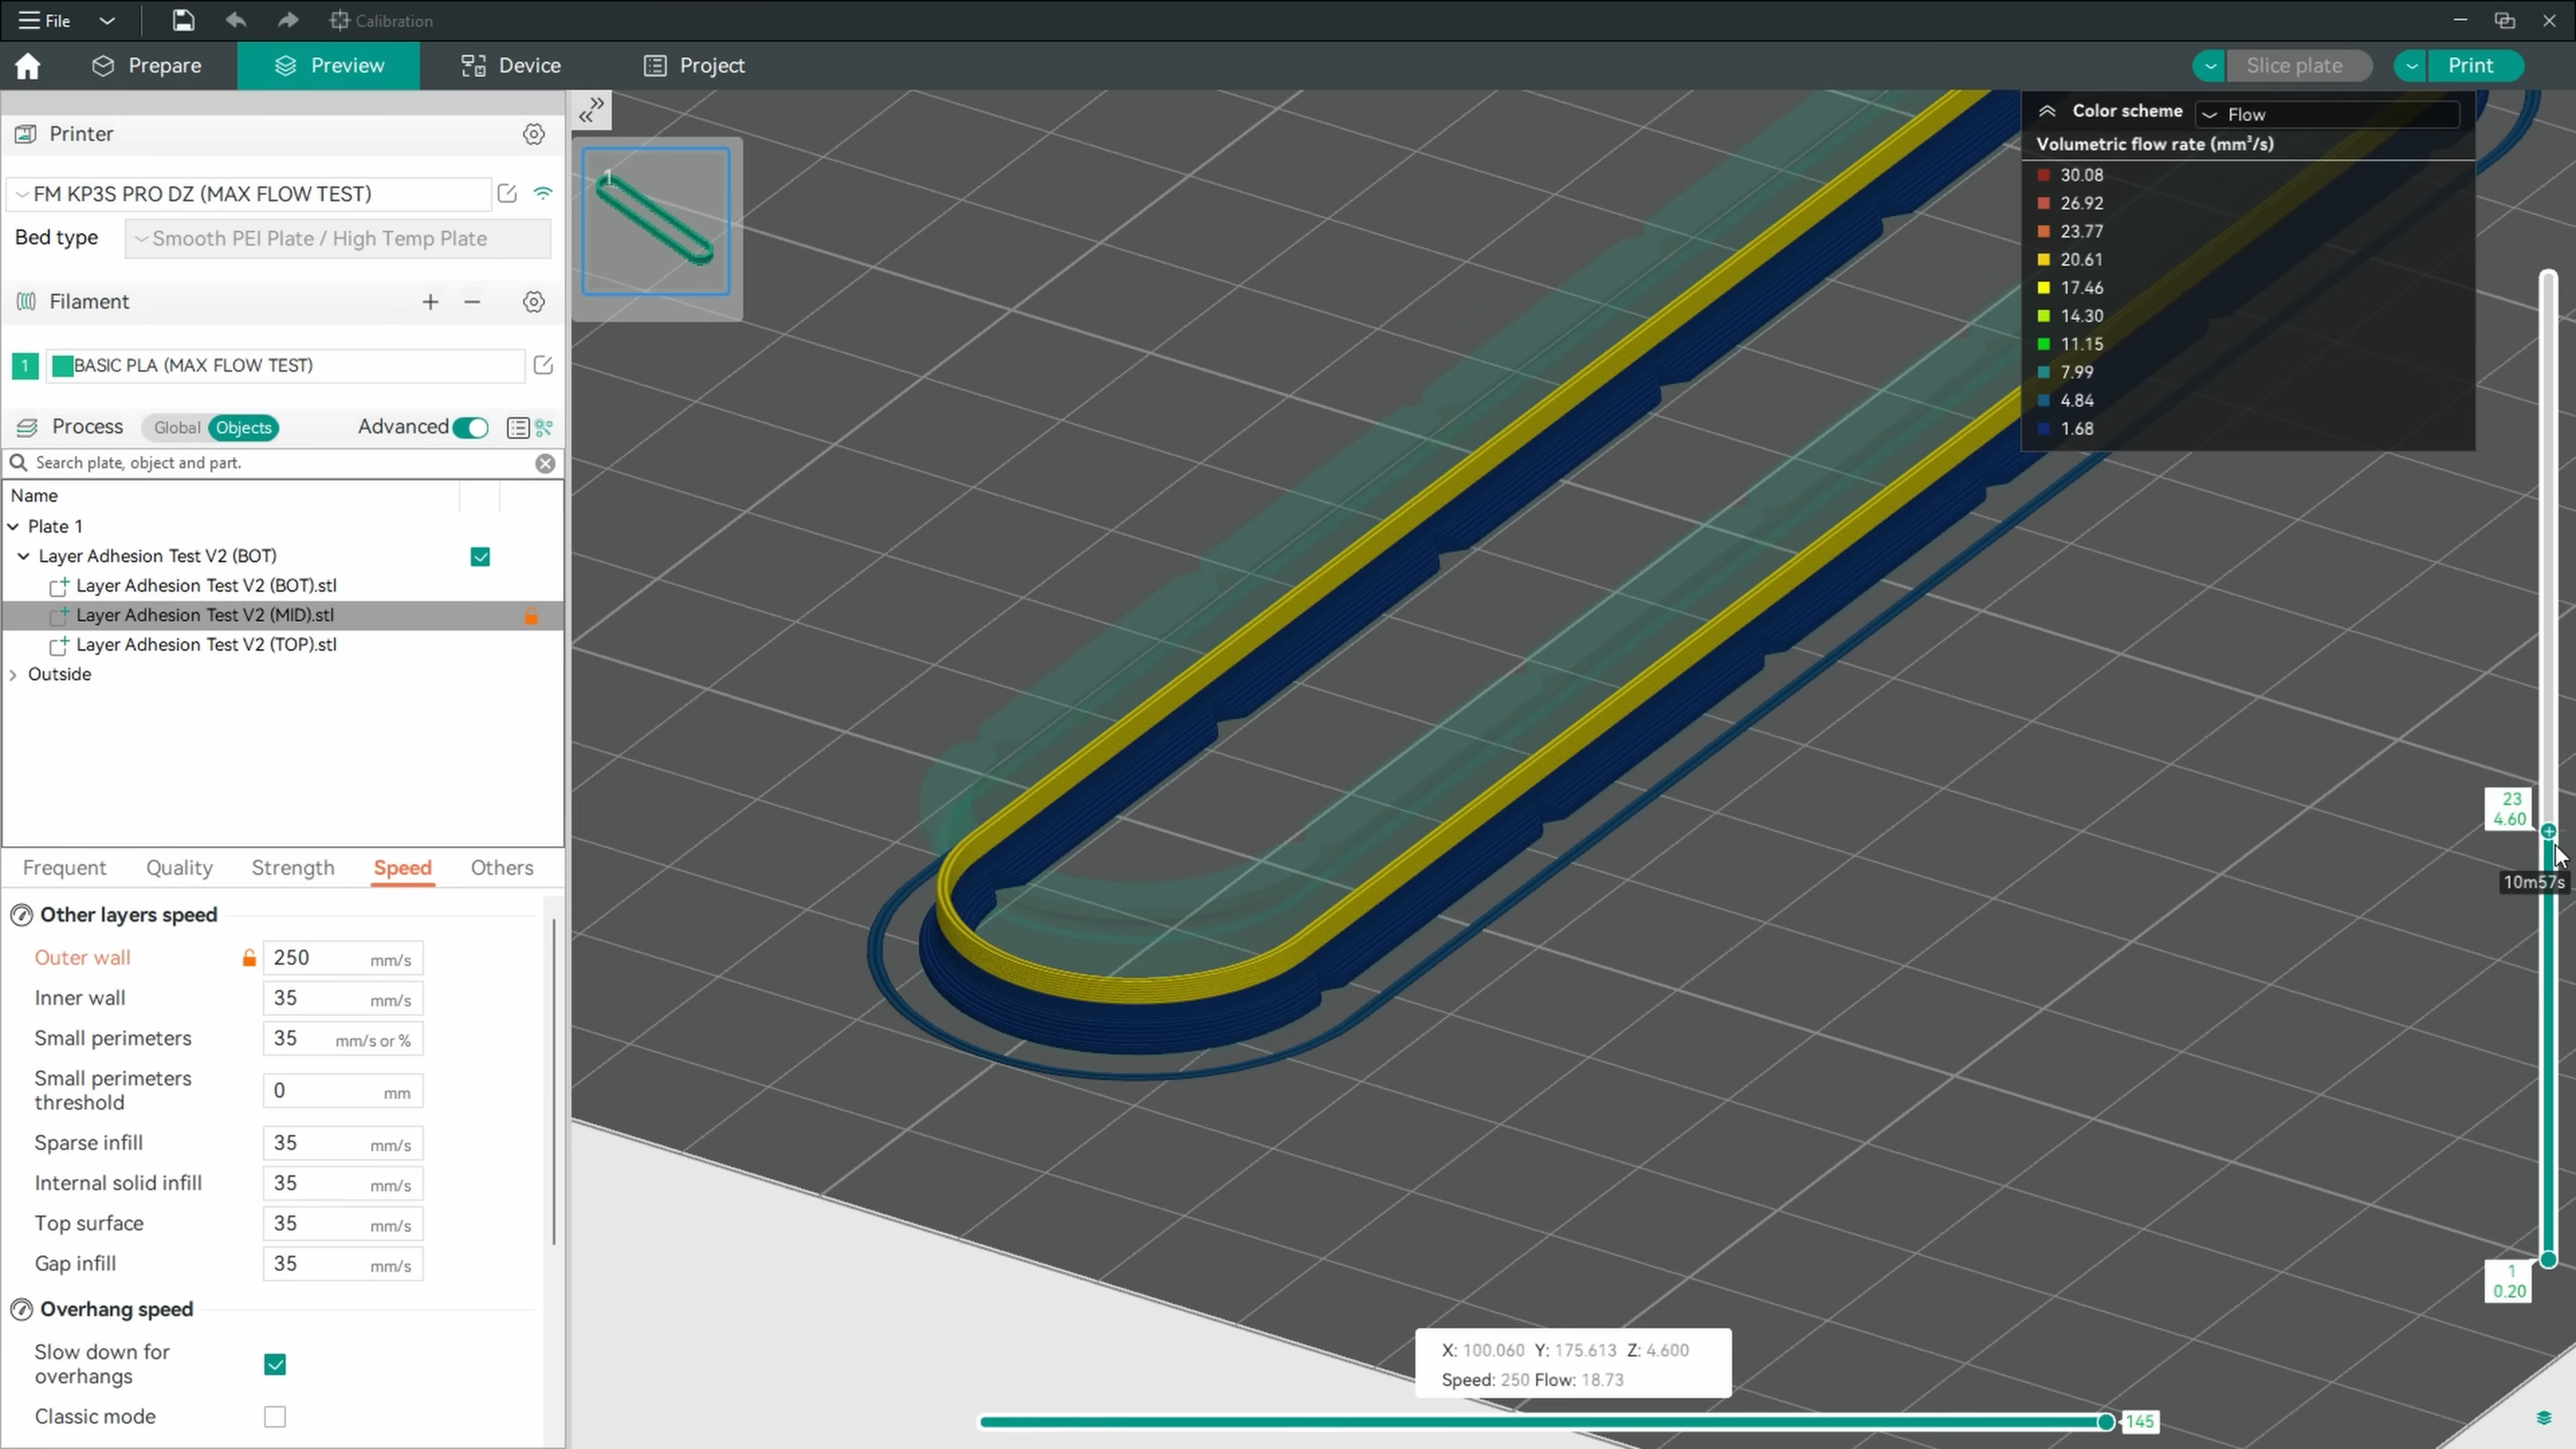 File
Calibration
Prepare
Preview
Device
Project
Slice plate
Print
Printer
FM KP3S PRO DZ (MAX FLOW TEST)
Bed type
Smooth PEI Plate / High Temp Plate
Filament
1
BASIC PLA (MAX FLOW TEST)
Process
Global
Objects
Advanced
Search plate, object and part.
Name
Plate 1
Layer Adhesion Test V2 (BOT)
Layer Adhesion Test V2 (BOT).stl
Layer Adhesion Test V2 (MID).stl
Layer Adhesion Test V2 (TOP).stl
Outside
Frequent
Quality
Strength
Speed
Others
Other layers speed
Outer wall 250 mm/s
Inner wall 35 mm/s
Small perimeters 35 mm/s or %
Small perimeters
threshold
0 mm
Sparse infill 35 mm/s
Internal solid infill 35 mm/s
Top surface 35 mm/s
Gap infill 35 mm/s
Overhang speed
Slow down for
overhangs
Classic mode
1
Color scheme
Flow
Volumetric flow rate (mm³/s)
30.08
26.92
23.77
20.61
17.46
14.30
11.15
7.99
4.84
1.68
23
4.60
10m57s
1
0.20
X: 100.060 Y: 175.613 Z: 4.600
Speed: 250 Flow: 18.73
145